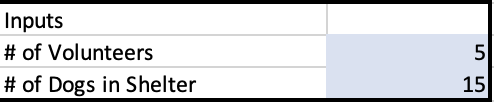 Inputs
# of Volunteers 5
# of Dogs in Shelter 15